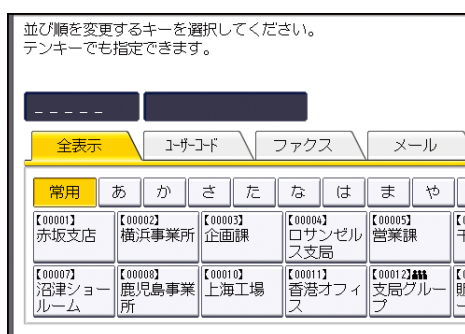 並び順を変更するキーを選択してください。
テンキーでも指定できます。
_ _ _ _ _
全表示 ユーザーコード ファクス メール
常用 あ か さ た な は ま や
【00001】 【00002】 【00003】 【00004】 【00005】
赤坂支店 横浜事業所 企画課 ロサンゼル 営業課
ス支局
【00007】 【00008】 【00010】 【00011】 【00012】
沼津ショー 鹿児島事業 上海工場 香港オフィ 支局グルー
ルーム 所 ス プ